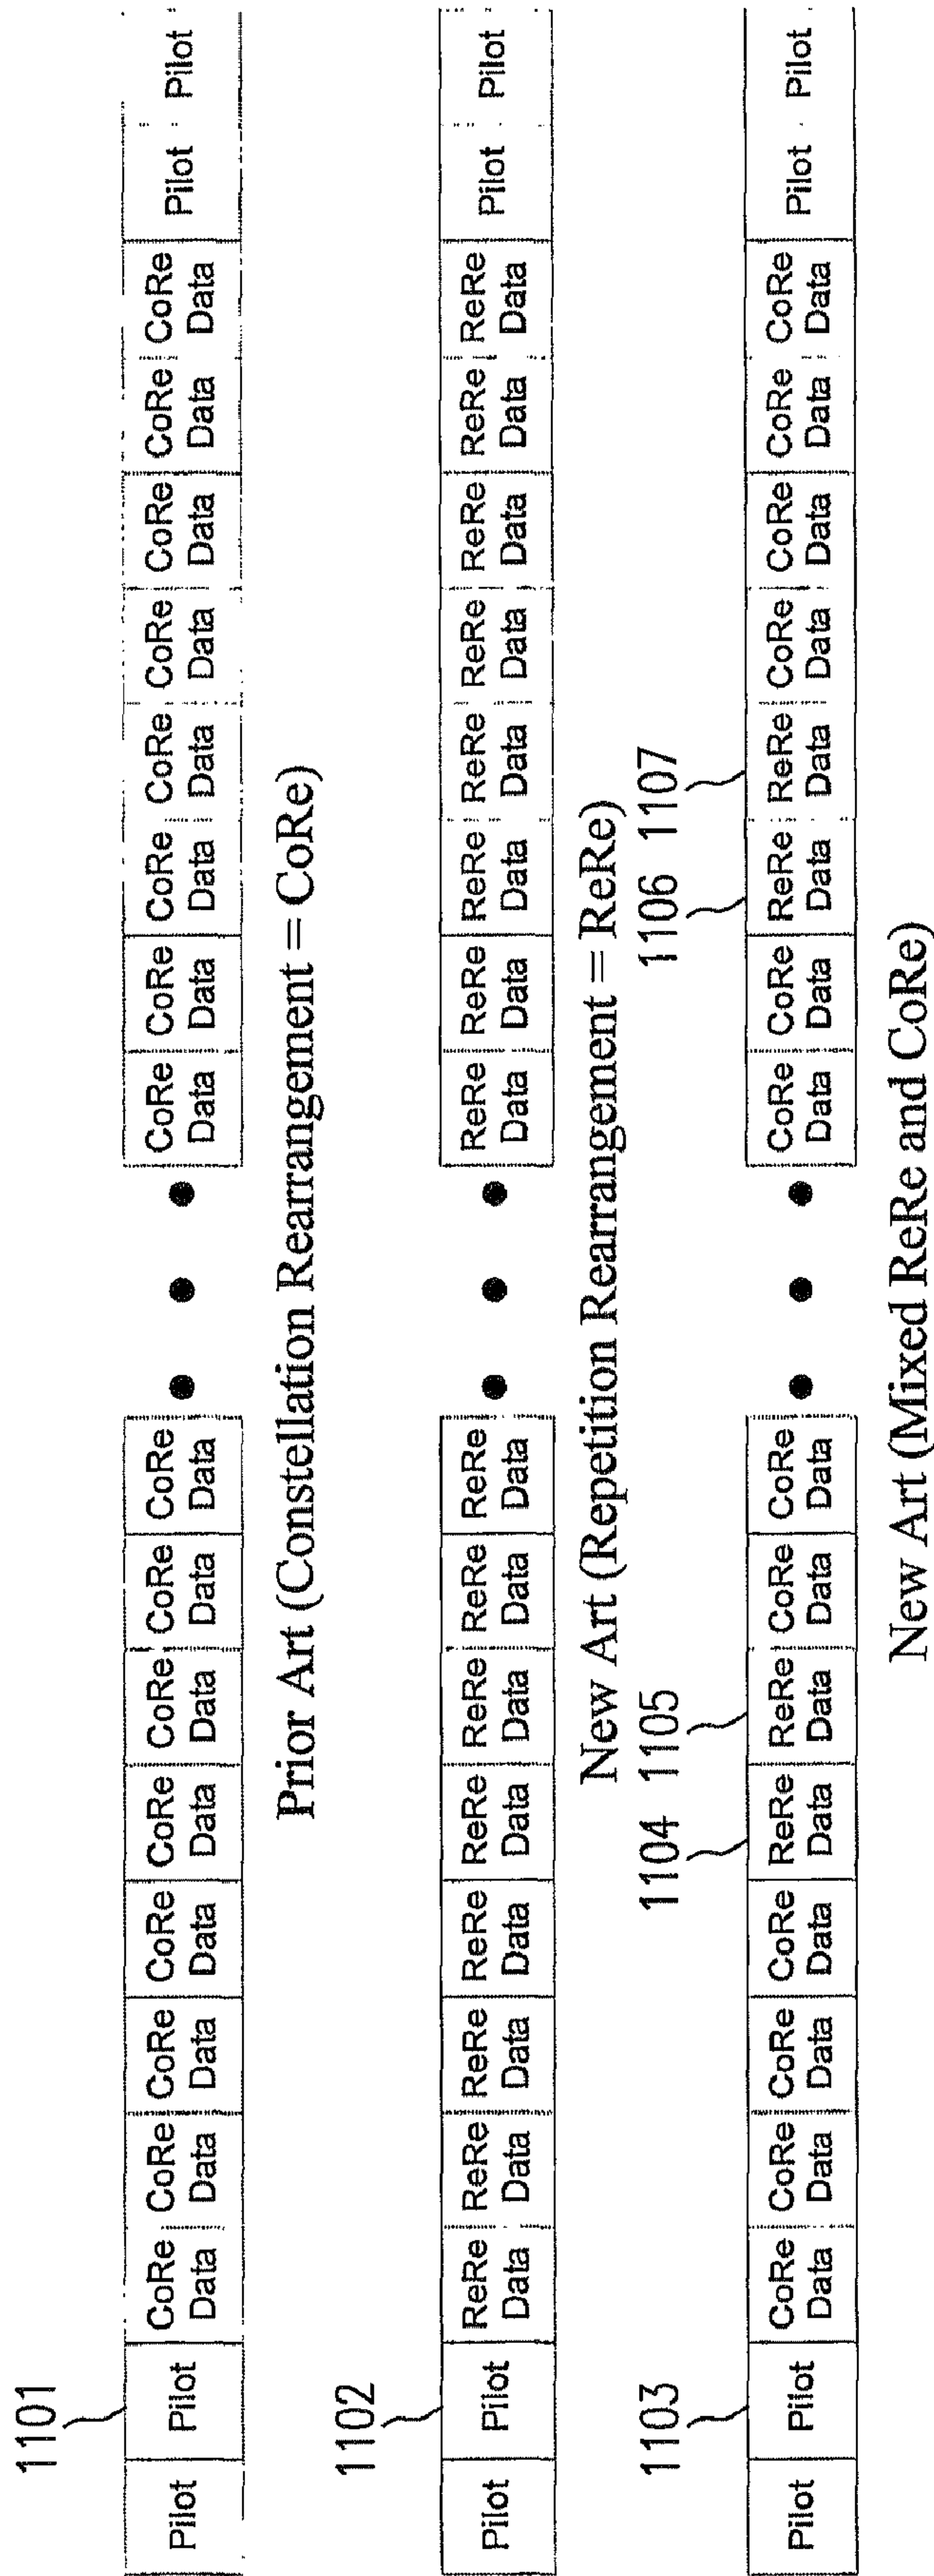 1101
Pilot Pilot CoRe CoRe CoRe CoRe CoRe CoRe CoRe CoRe CoRe CoRe CoRe CoRe CoRe CoRe CoRe CoRe Pilot Pilot
Data Data Data Data Data Data Data Data Data Data Data Data Data Data Data Data
Prior Art (Constellation Rearrangement = CoRe)
1102
Pilot Pilot ReRe ReRe ReRe ReRe ReRe ReRe ReRe ReRe ReRe ReRe ReRe ReRe ReRe ReRe ReRe ReRe Pilot Pilot
Data Data Data Data Data Data Data Data Data Data Data Data Data Data Data Data
New Art (Repetition Rearrangement = ReRe)
1103 1104 1105 1106 1107
Pilot Pilot CoRe CoRe CoRe CoRe ReRe ReRe CoRe CoRe CoRe CoRe ReRe ReRe CoRe CoRe CoRe CoRe Pilot Pilot
Data Data Data Data Data Data Data Data Data Data Data Data Data Data Data Data
New Art (Mixed ReRe and CoRe)